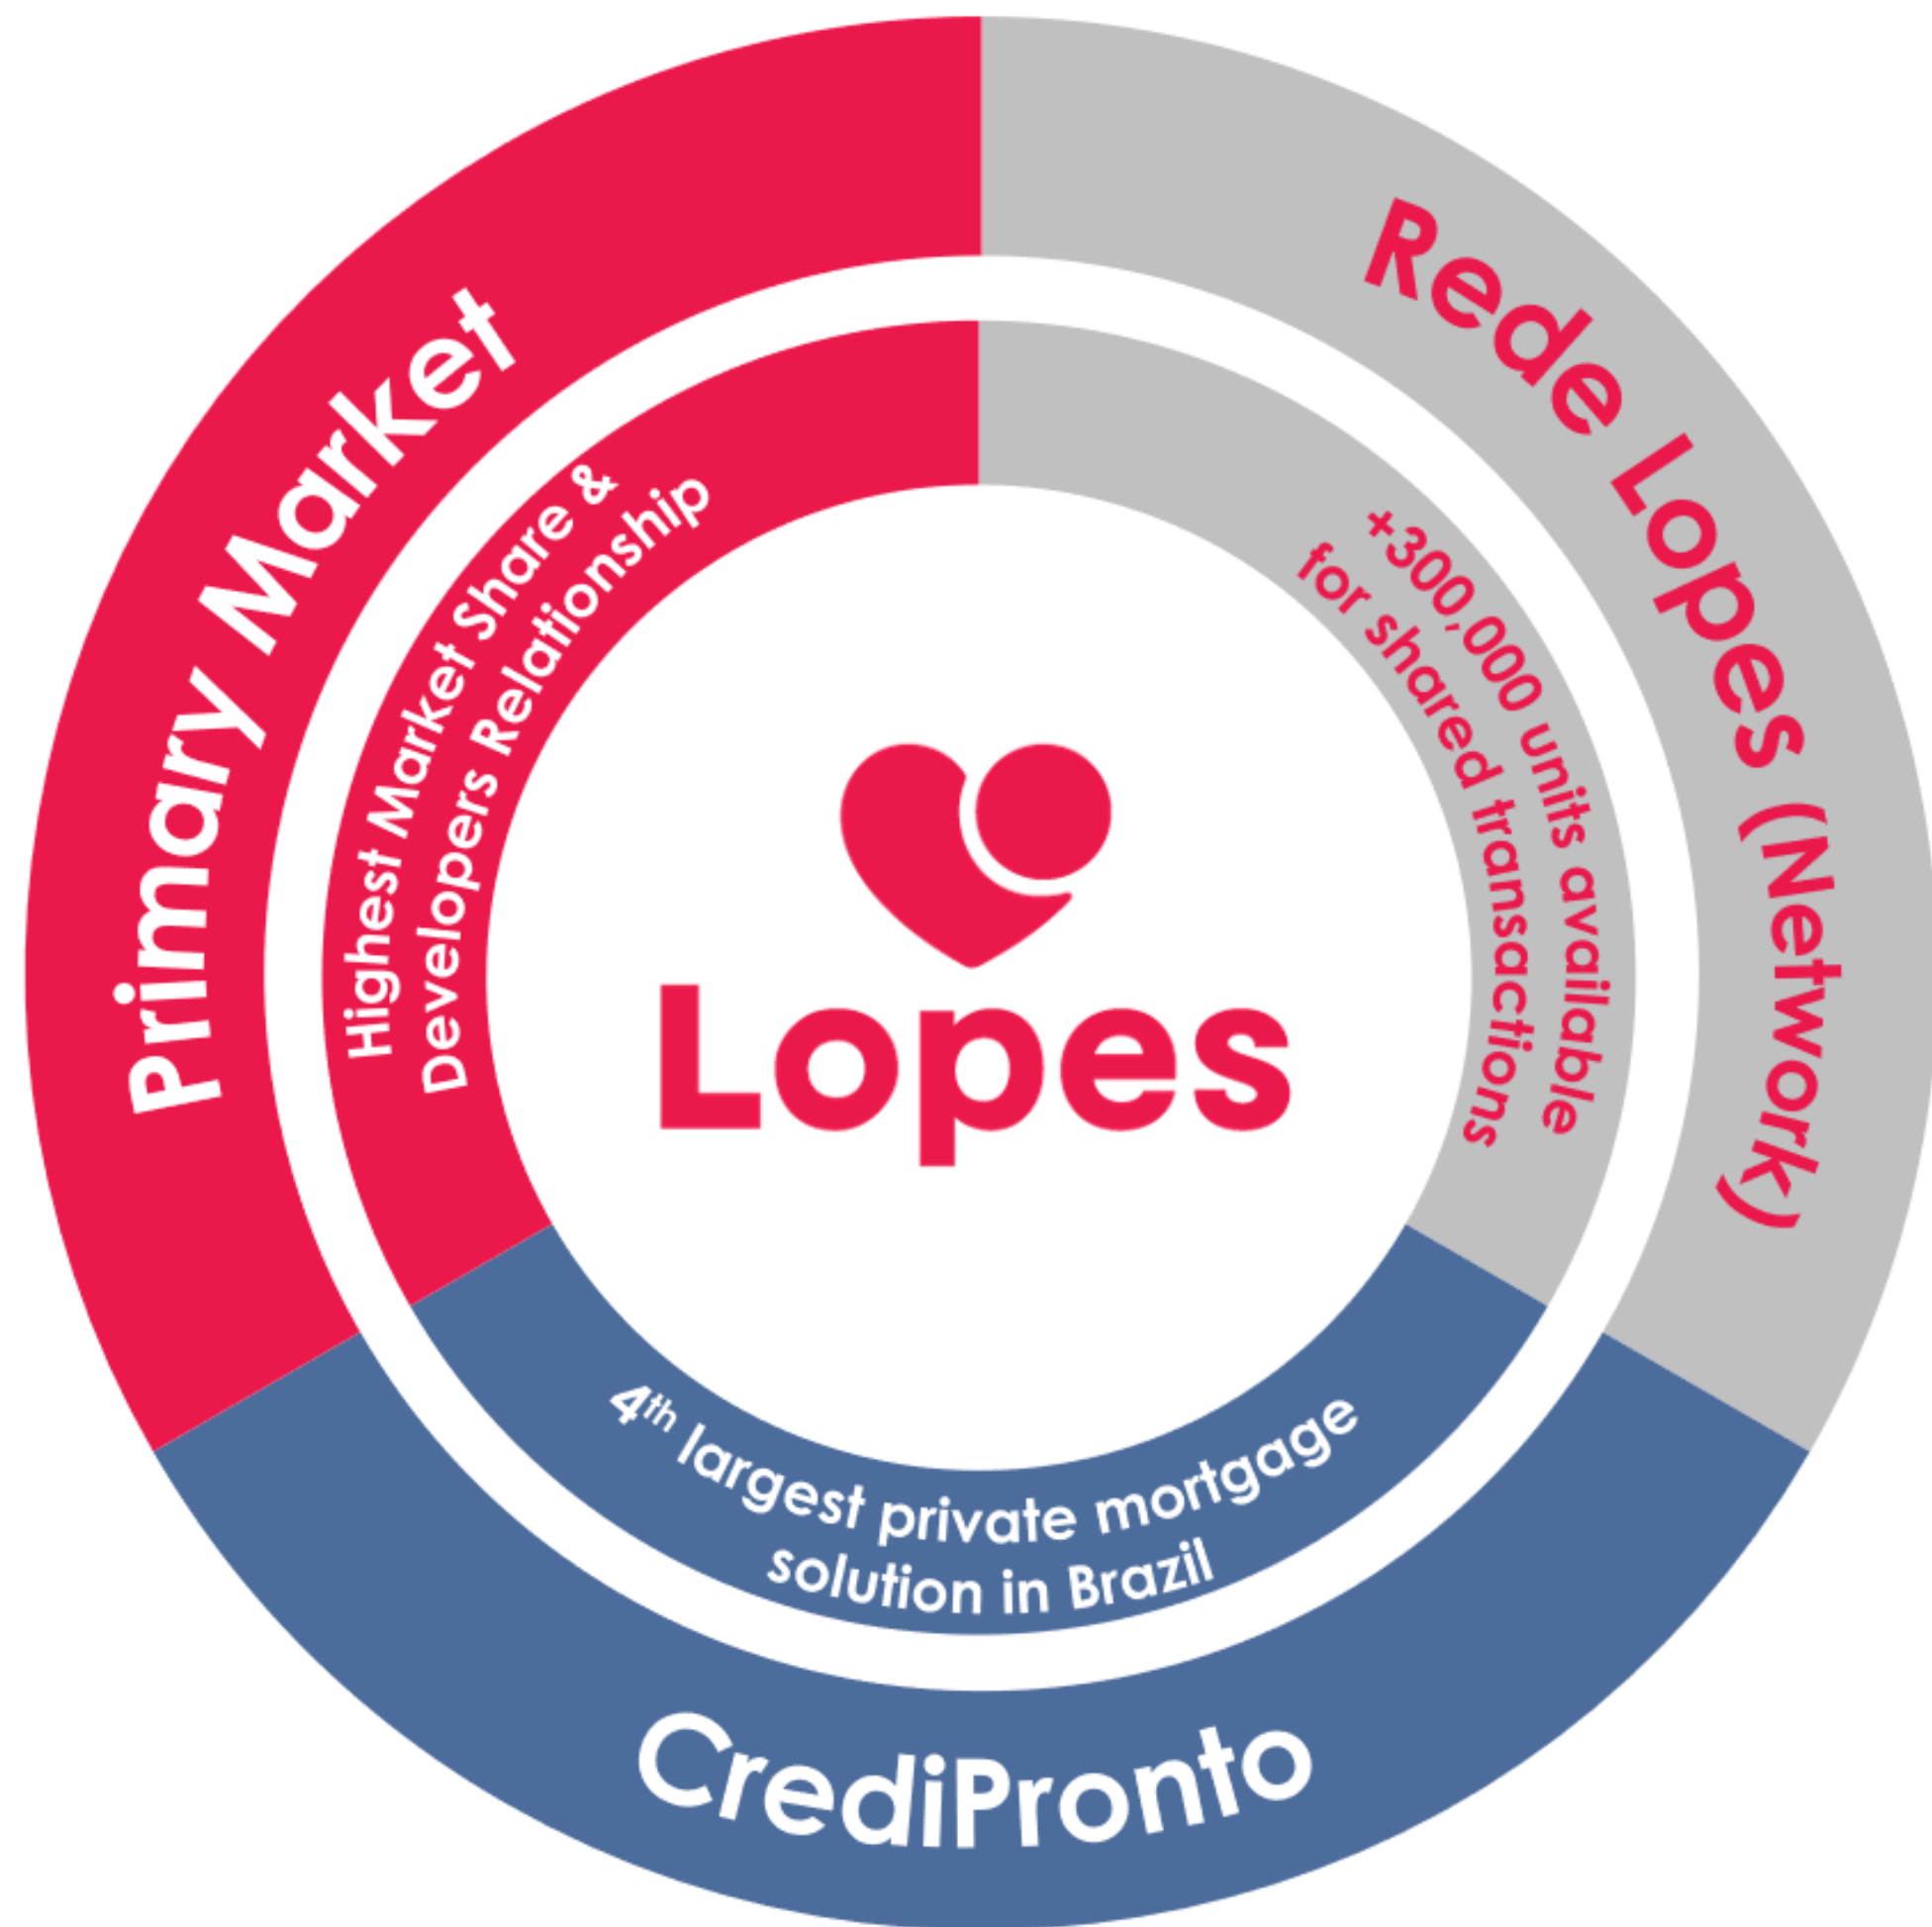 Primary Market
Highest Market Share &
Developers Relationship
Rede Lopes (Network)
+300,000 units available
for shared transactions
Lopes
4th largest private mortgage
solution in Brazil
CrediPronto